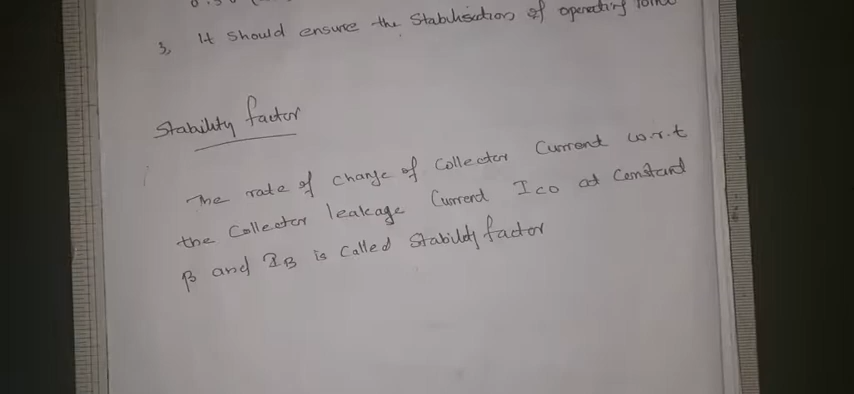 3, It should ensure the Stabilisation of operating
Stability factor
The rate of change of Collector Current w.r.t
the Collector leakage Current Ico at Constant
β and IB is called Stability factor